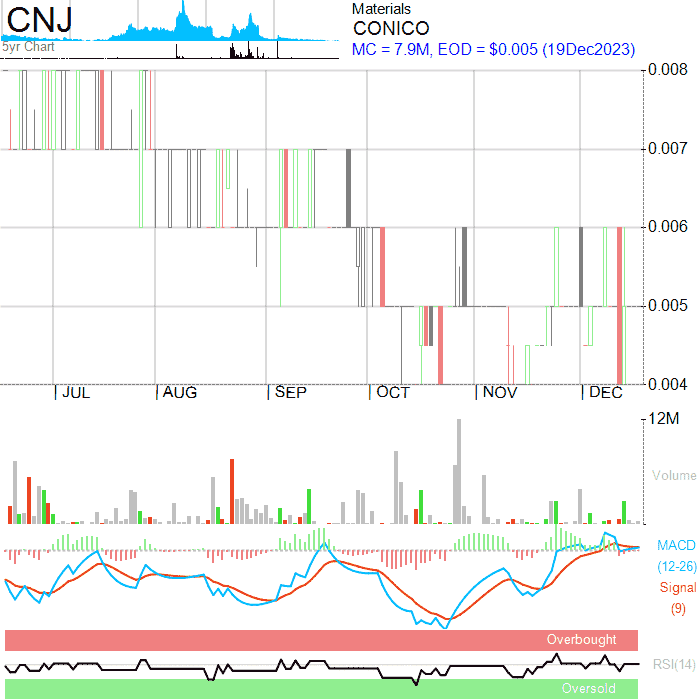 CNJ
5yr Chart
Materials
CONICO
MC = 7.9M, EOD = $0.005 (19Dec2023)
0.008
0.007
0.006
0.005
0.004
JUL
AUG
SEP
OCT
NOV
DEC
12M
Volume
MACD
(12-26)
Signal
(9)
Overbought
RSI(14)
Oversold